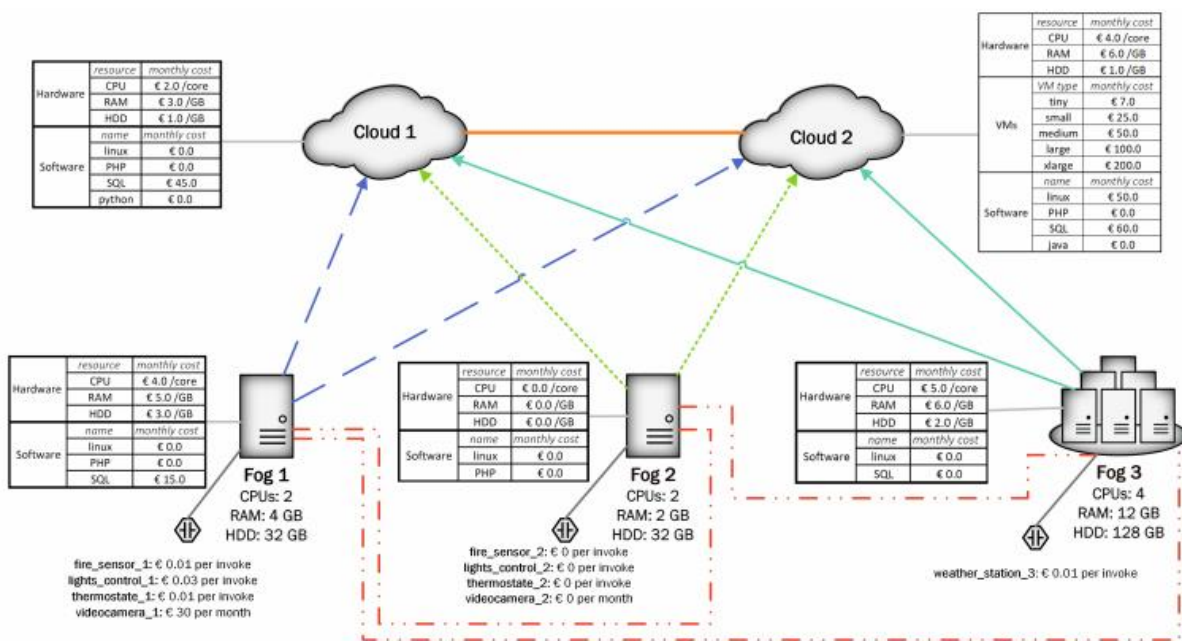 resource monthly cost
Hardware CPU € 2.0 /core
RAM € 3.0 /GB
HDD € 1.0 /GB
Software name monthly cost
linux € 0.0
PHP € 0.0
SQL € 45.0
python € 0.0
Cloud 1
Cloud 2
resource monthly cost
Hardware CPU € 4.0 /core
RAM € 6.0 /GB
HDD € 1.0 /GB
VMs VM type monthly cost
tiny € 7.0
small € 25.0
medium € 50.0
large € 100.0
xlarge € 200.0
Software name monthly cost
linux € 50.0
PHP € 0.0
SQL € 60.0
java € 0.0
resource monthly cost
Hardware CPU € 4.0 /core
RAM € 5.0 /GB
HDD € 3.0 /GB
Software name monthly cost
linux € 0.0
PHP € 0.0
SQL € 15.0
Fog 1
CPUs: 2
RAM: 4 GB
HDD: 32 GB
fire_sensor_1: € 0.01 per invoke
lights_control_1: € 0.03 per invoke
thermostate_1: € 0.01 per invoke
videocamera_1: € 30 per month
resource monthly cost
Hardware CPU € 0.0 /core
RAM € 0.0 /GB
HDD € 0.0 /GB
Software name monthly cost
linux € 0.0
PHP € 0.0
Fog 2
CPUs: 2
RAM: 2 GB
HDD: 32 GB
fire_sensor_2: € 0 per invoke
lights_control_2: € 0 per invoke
thermostate_2: € 0 per invoke
videocamera_2: € 0 per month
resource monthly cost
Hardware CPU € 5.0 /core
RAM € 6.0 /GB
HDD € 2.0 /GB
Software name monthly cost
linux € 0.0
SQL € 0.0
Fog 3
CPUs: 4
RAM: 12 GB
HDD: 128 GB
weather_station_3: € 0.01 per invoke